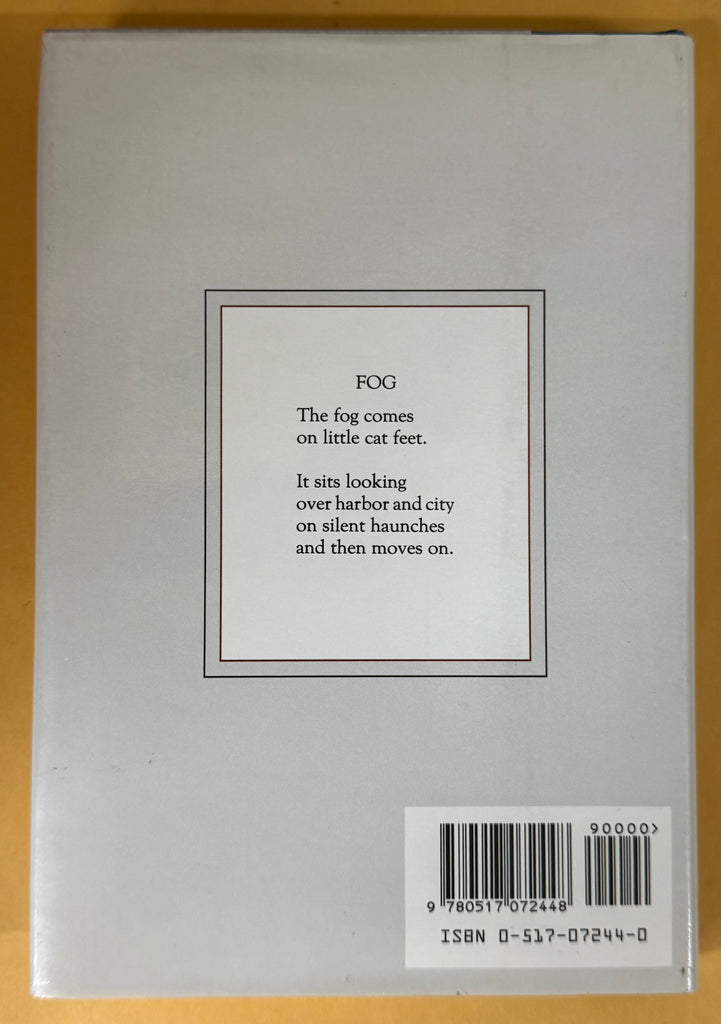 FOG
The fog comes
on little cat feet.
It sits looking
over harbor and city
on silent haunches
and then moves on.
90000>
9 780517 072448
ISBN 0-517-07244-0